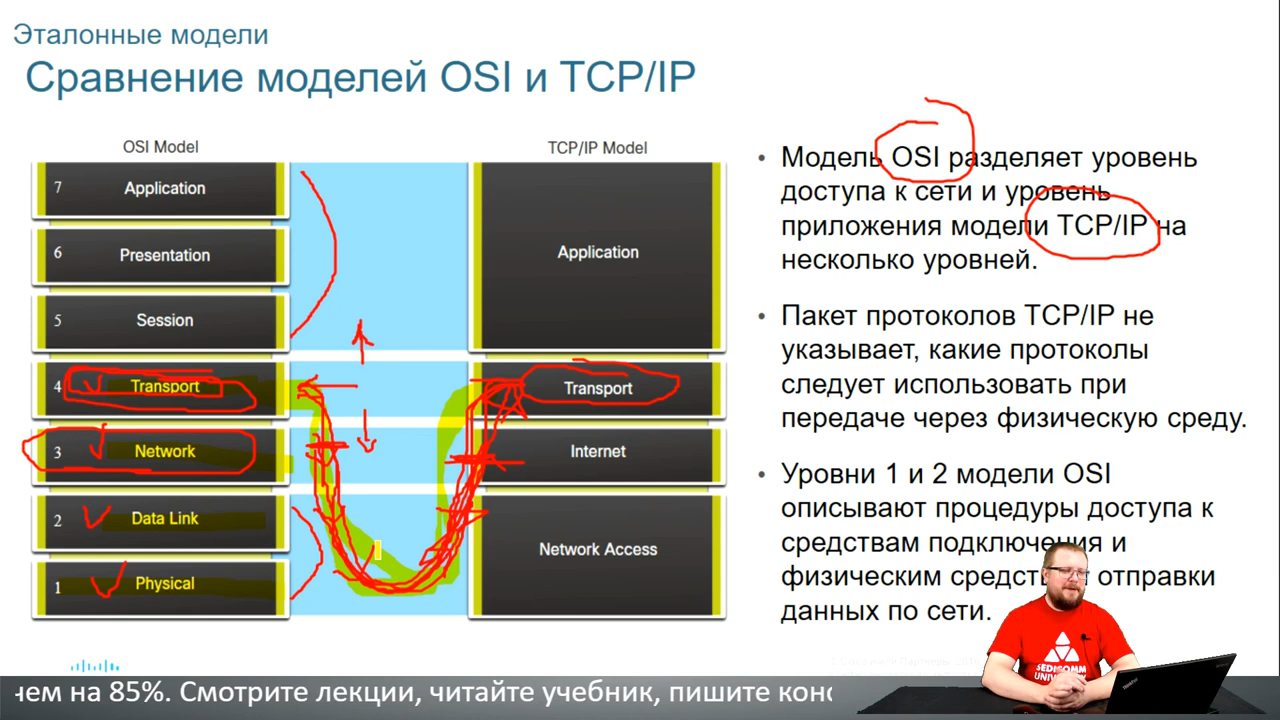 Эталонные модели
Сравнение моделей OSI и TCP/IP
OSI Model
TCP/IP Model
7 Application
6 Presentation
5 Session
4 Transport
3 Network
2 Data Link
1 Physical
Application
Transport
Internet
Network Access
• Модель OSI разделяет уровень
доступа к сети и уровень
приложения модели TCP/IP на
несколько уровней.
• Пакет протоколов TCP/IP не
указывает, какие протоколы
следует использовать при
передаче через физическую среду.
• Уровни 1 и 2 модели OSI
описывают процедуры доступа к
средствам подключения и
физическим отправки
данных по сети.
SEDICOMM
UNIVERSITY
ThinkPad
чем на 85%. Смотрите лекции, читайте учебник, пишите